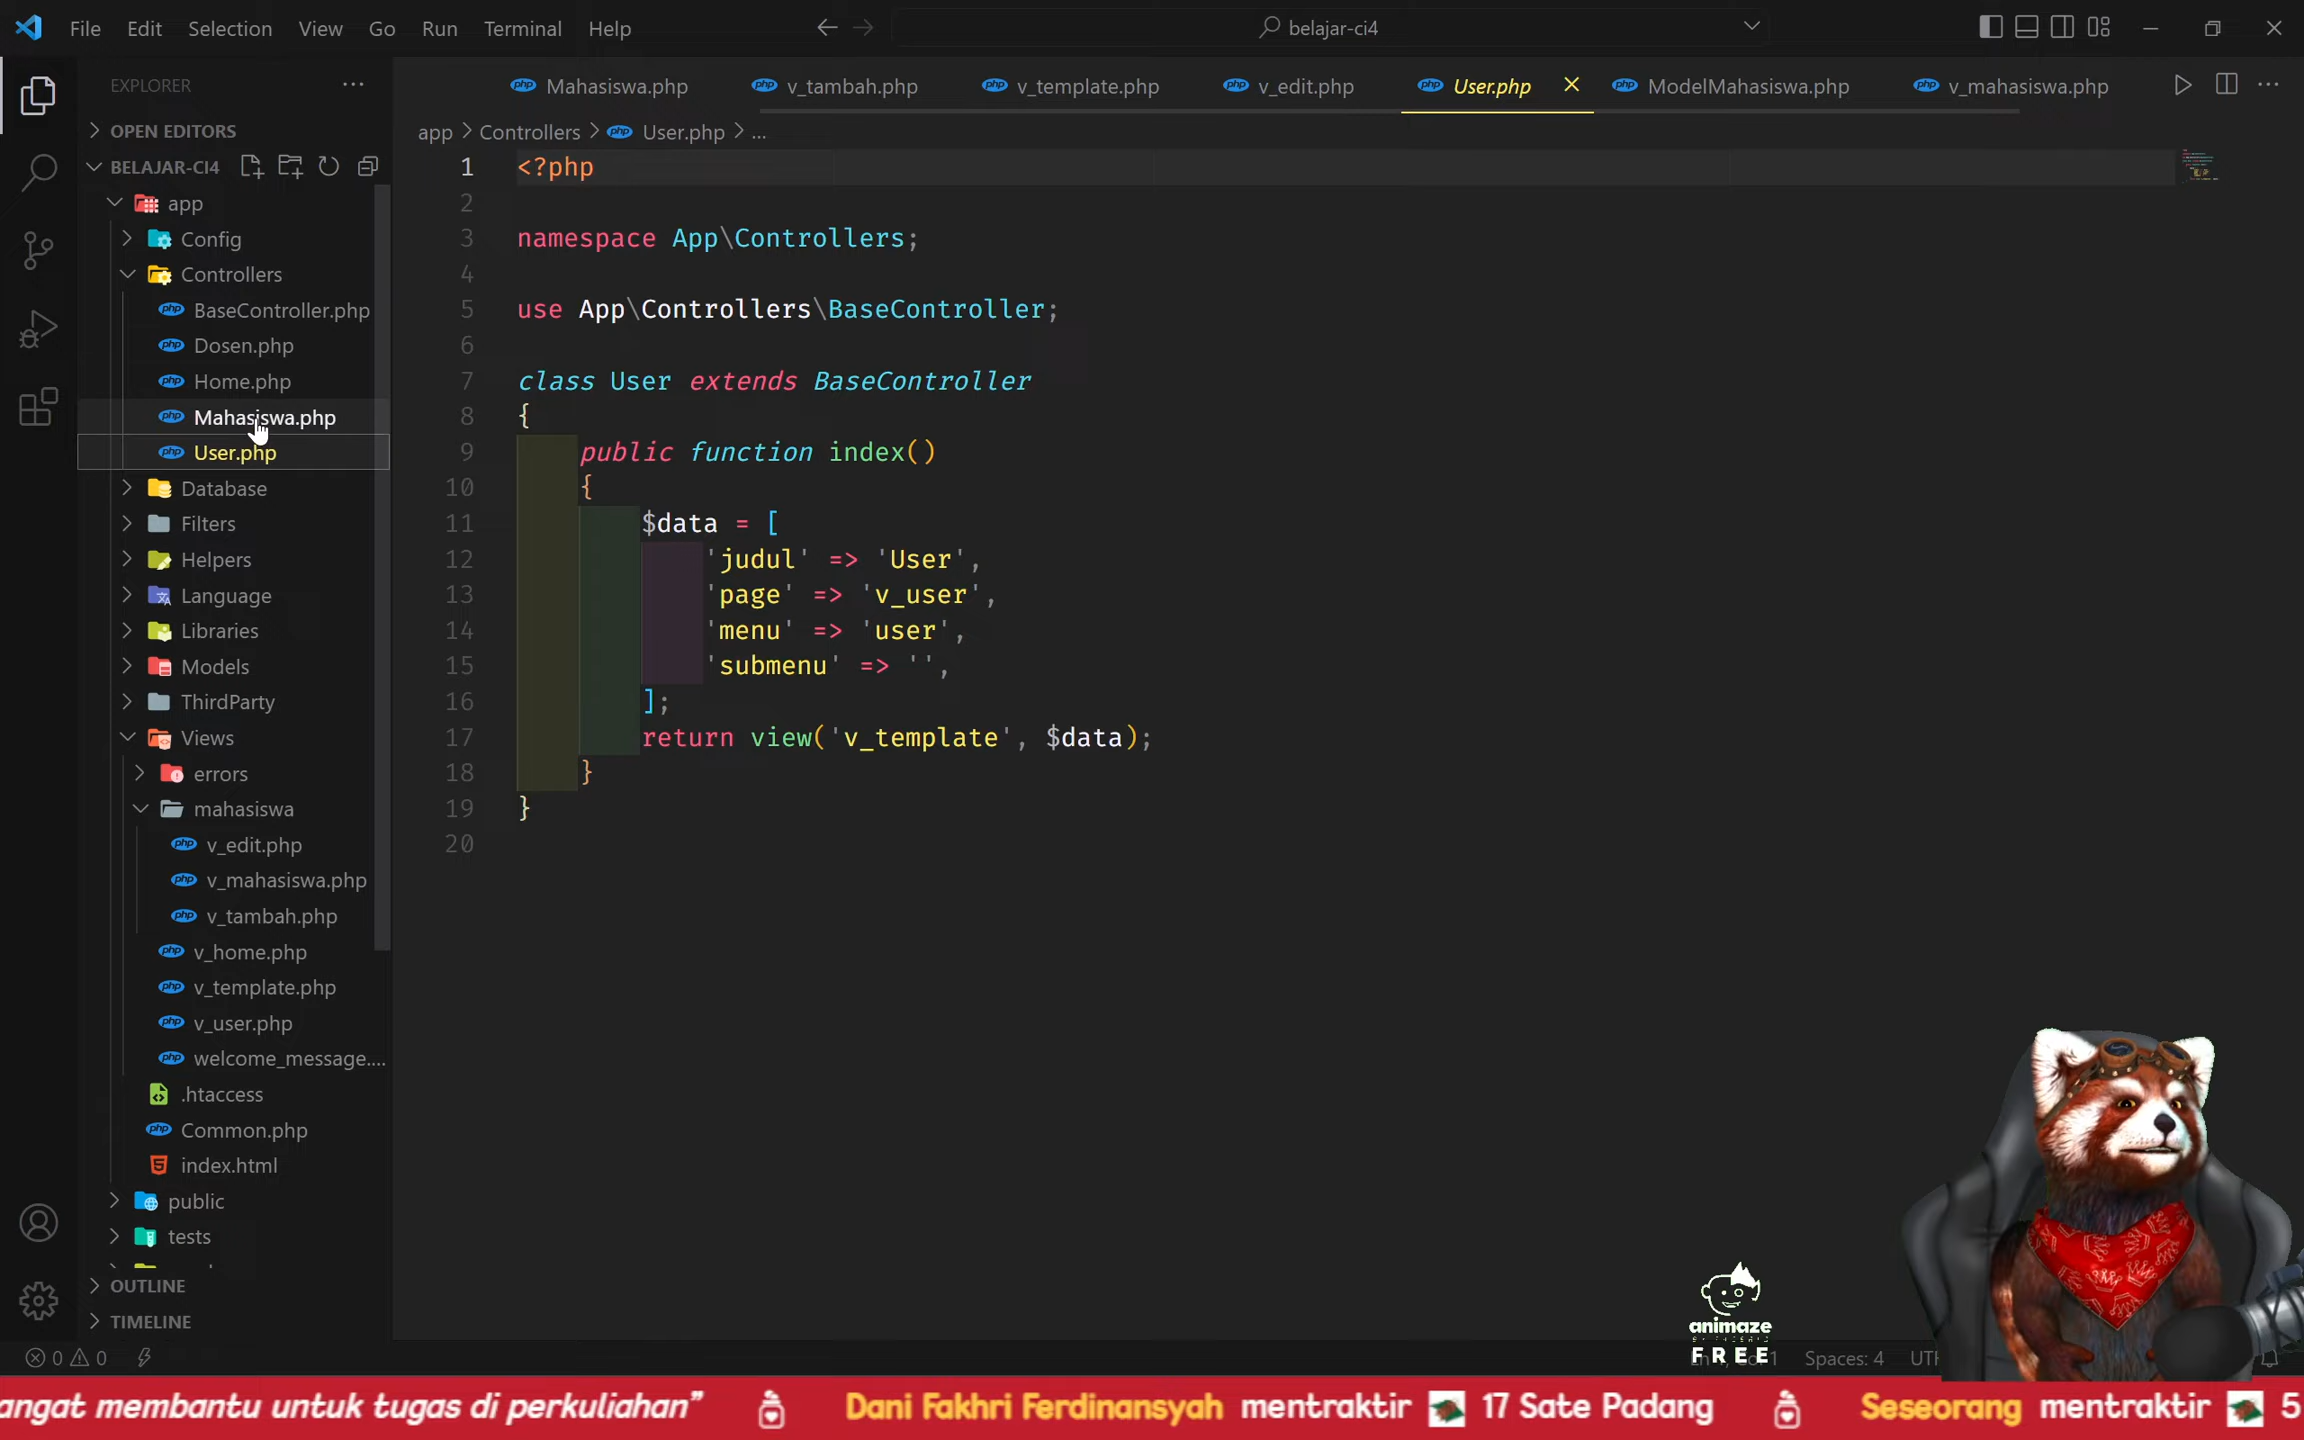 File Edit Selection View Go Run Terminal Help
belajar-ci4
EXPLORER
OPEN EDITORS
BELAJAR-CI4
app
Config
Controllers
BaseController.php
Dosen.php
Home.php
Mahasiswa.php
User.php
Database
Filters
Helpers
Language
Libraries
Models
ThirdParty
Views
errors
mahasiswa
v_edit.php
v_mahasiswa.php
v_tambah.php
v_home.php
v_template.php
v_user.php
welcome_message....
.htaccess
Common.php
index.html
public
tests
OUTLINE
TIMELINE
Mahasiswa.php v_tambah.php v_template.php v_edit.php User.php ModelMahasiswa.php v_mahasiswa.php
app > Controllers > User.php > ...
1 <?php
2
3 namespace App\Controllers;
4
5 use App\Controllers\BaseController;
6
7 class User extends BaseController
8 {
9 public function index()
10 {
11 $data = [
12 'judul' => 'User',
13 'page' => 'v_user',
14 'menu' => 'user',
15 'submenu' => '',
16 ];
17 return view('v_template', $data);
18 }
19 }
20
animaze
FREE
0 0
Spaces: 4
angat membantu untuk tugas di perkuliahan" Dani Fakhri Ferdinansyah mentraktir 17 Sate Padang Seseorang mentraktir 5